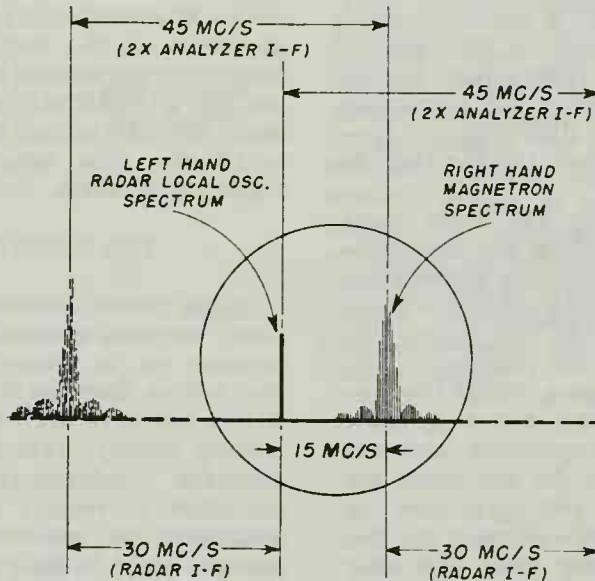 45 MC/S
(2X ANALYZER I-F)
45 MC/S
(2X ANALYZER I-F)
LEFT HAND
RADAR LOCAL OSC.
SPECTRUM
RIGHT HAND
MAGNETRON
SPECTRUM
15 MC/S
30 MC/S
(RADAR I-F)
30 MC/S
(RADAR I-F)